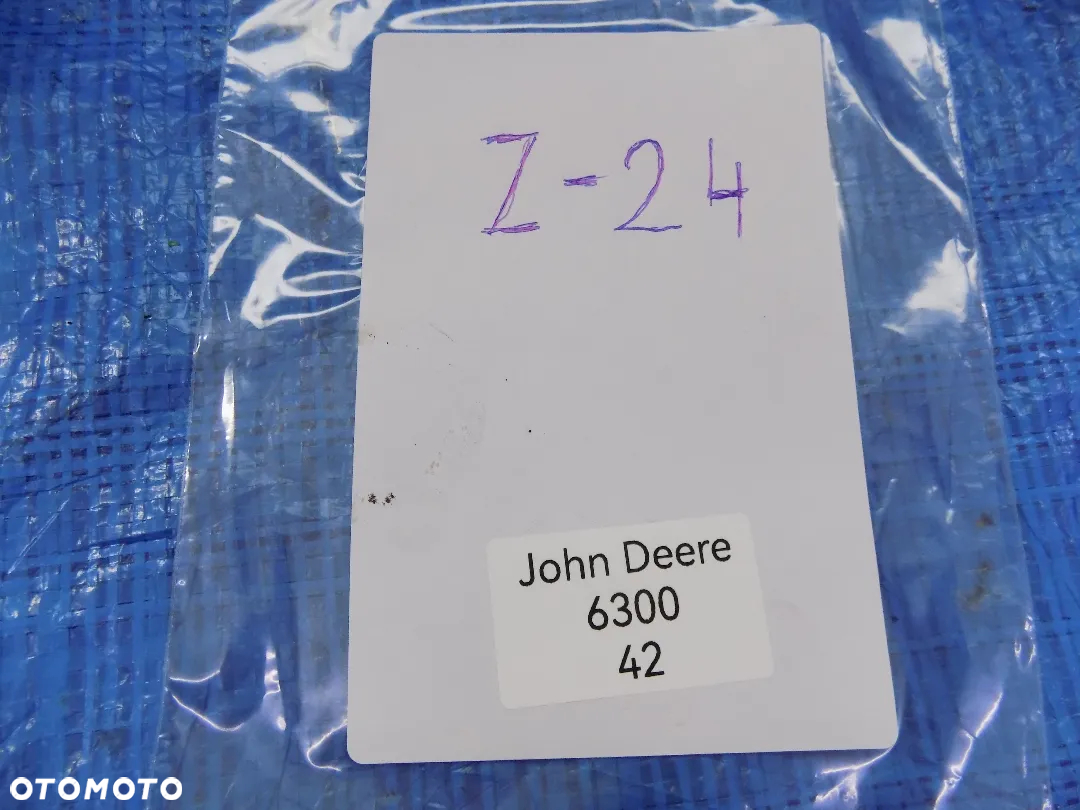 Z-24
John Deere
6300
42
OTOMOTO